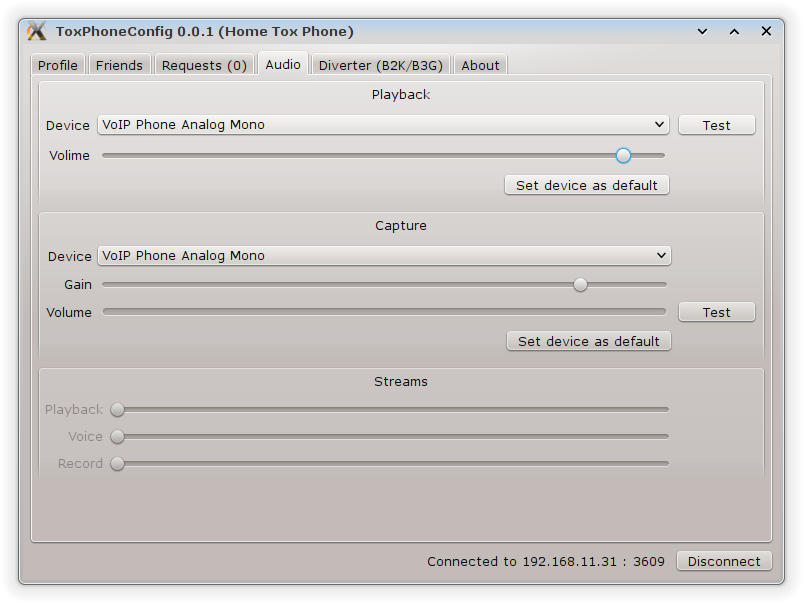 ToxPhoneConfig 0.0.1 (Home Tox Phone)
Profile Friends Requests (0) Audio Diverter (B2K/B3G) About
Playback
Device VoIP Phone Analog Mono Test
Volime
Set device as default
Capture
Device VoIP Phone Analog Mono
Gain
Volume Test
Set device as default
Streams
Playback
Voice
Record
Connected to 192.168.11.31 : 3609 Disconnect